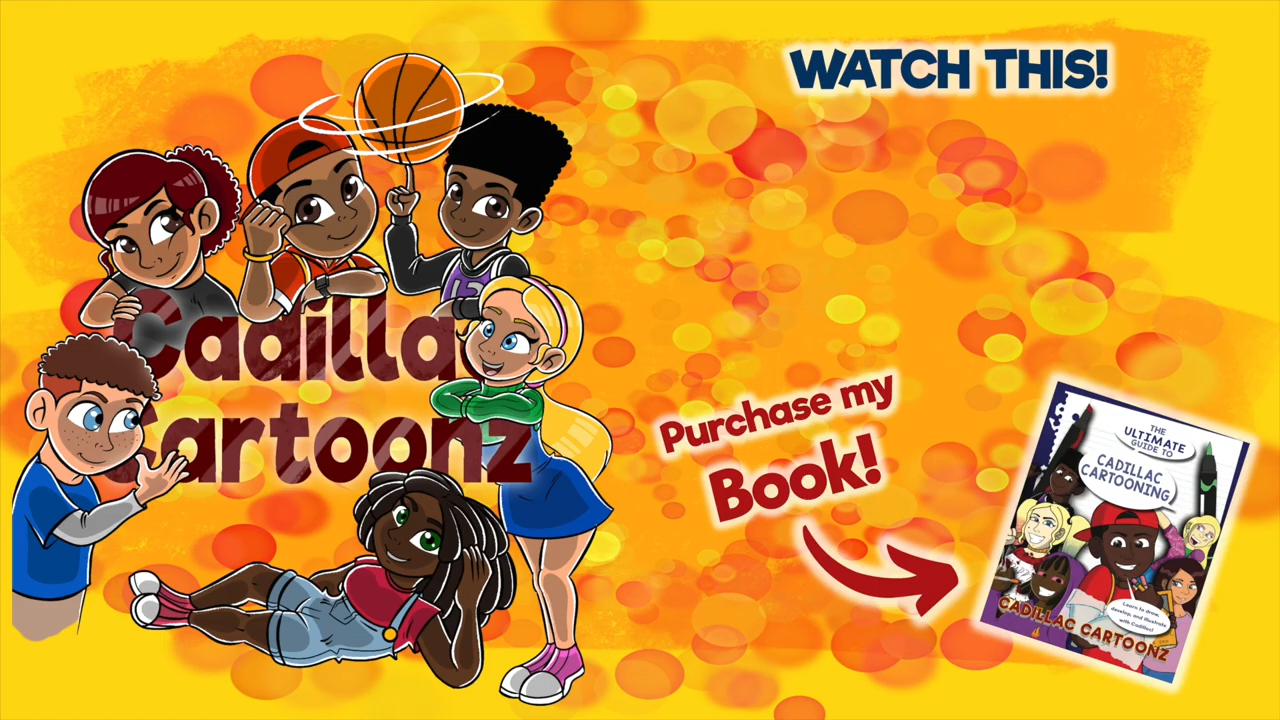 WATCH THIS!
Cadillac
Cartoonz
Purchase my
Book!
THE
ULTIMATE
GUIDE TO
CADILLAC
CARTOONING
Learn to draw,
develop, and illustrate
with Cadillac!
CADILLAC CARTOONZ